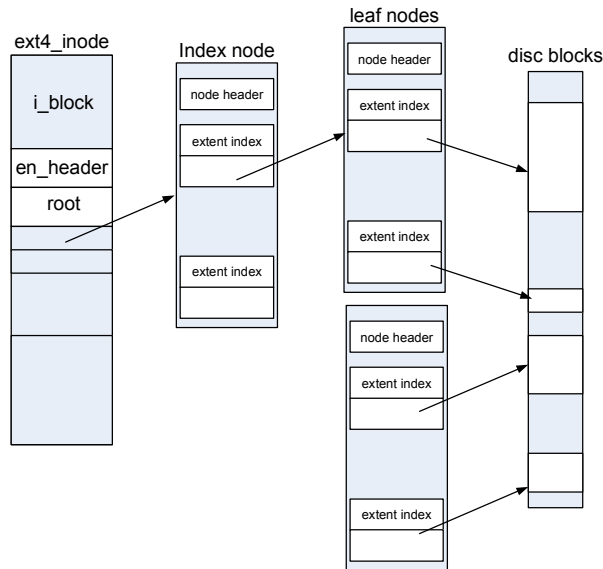 ext4_inode
i_block
en_header
root
Index node
node header
extent index
extent index
leaf nodes
node header
extent index
extent index
node header
extent index
extent index
disc blocks